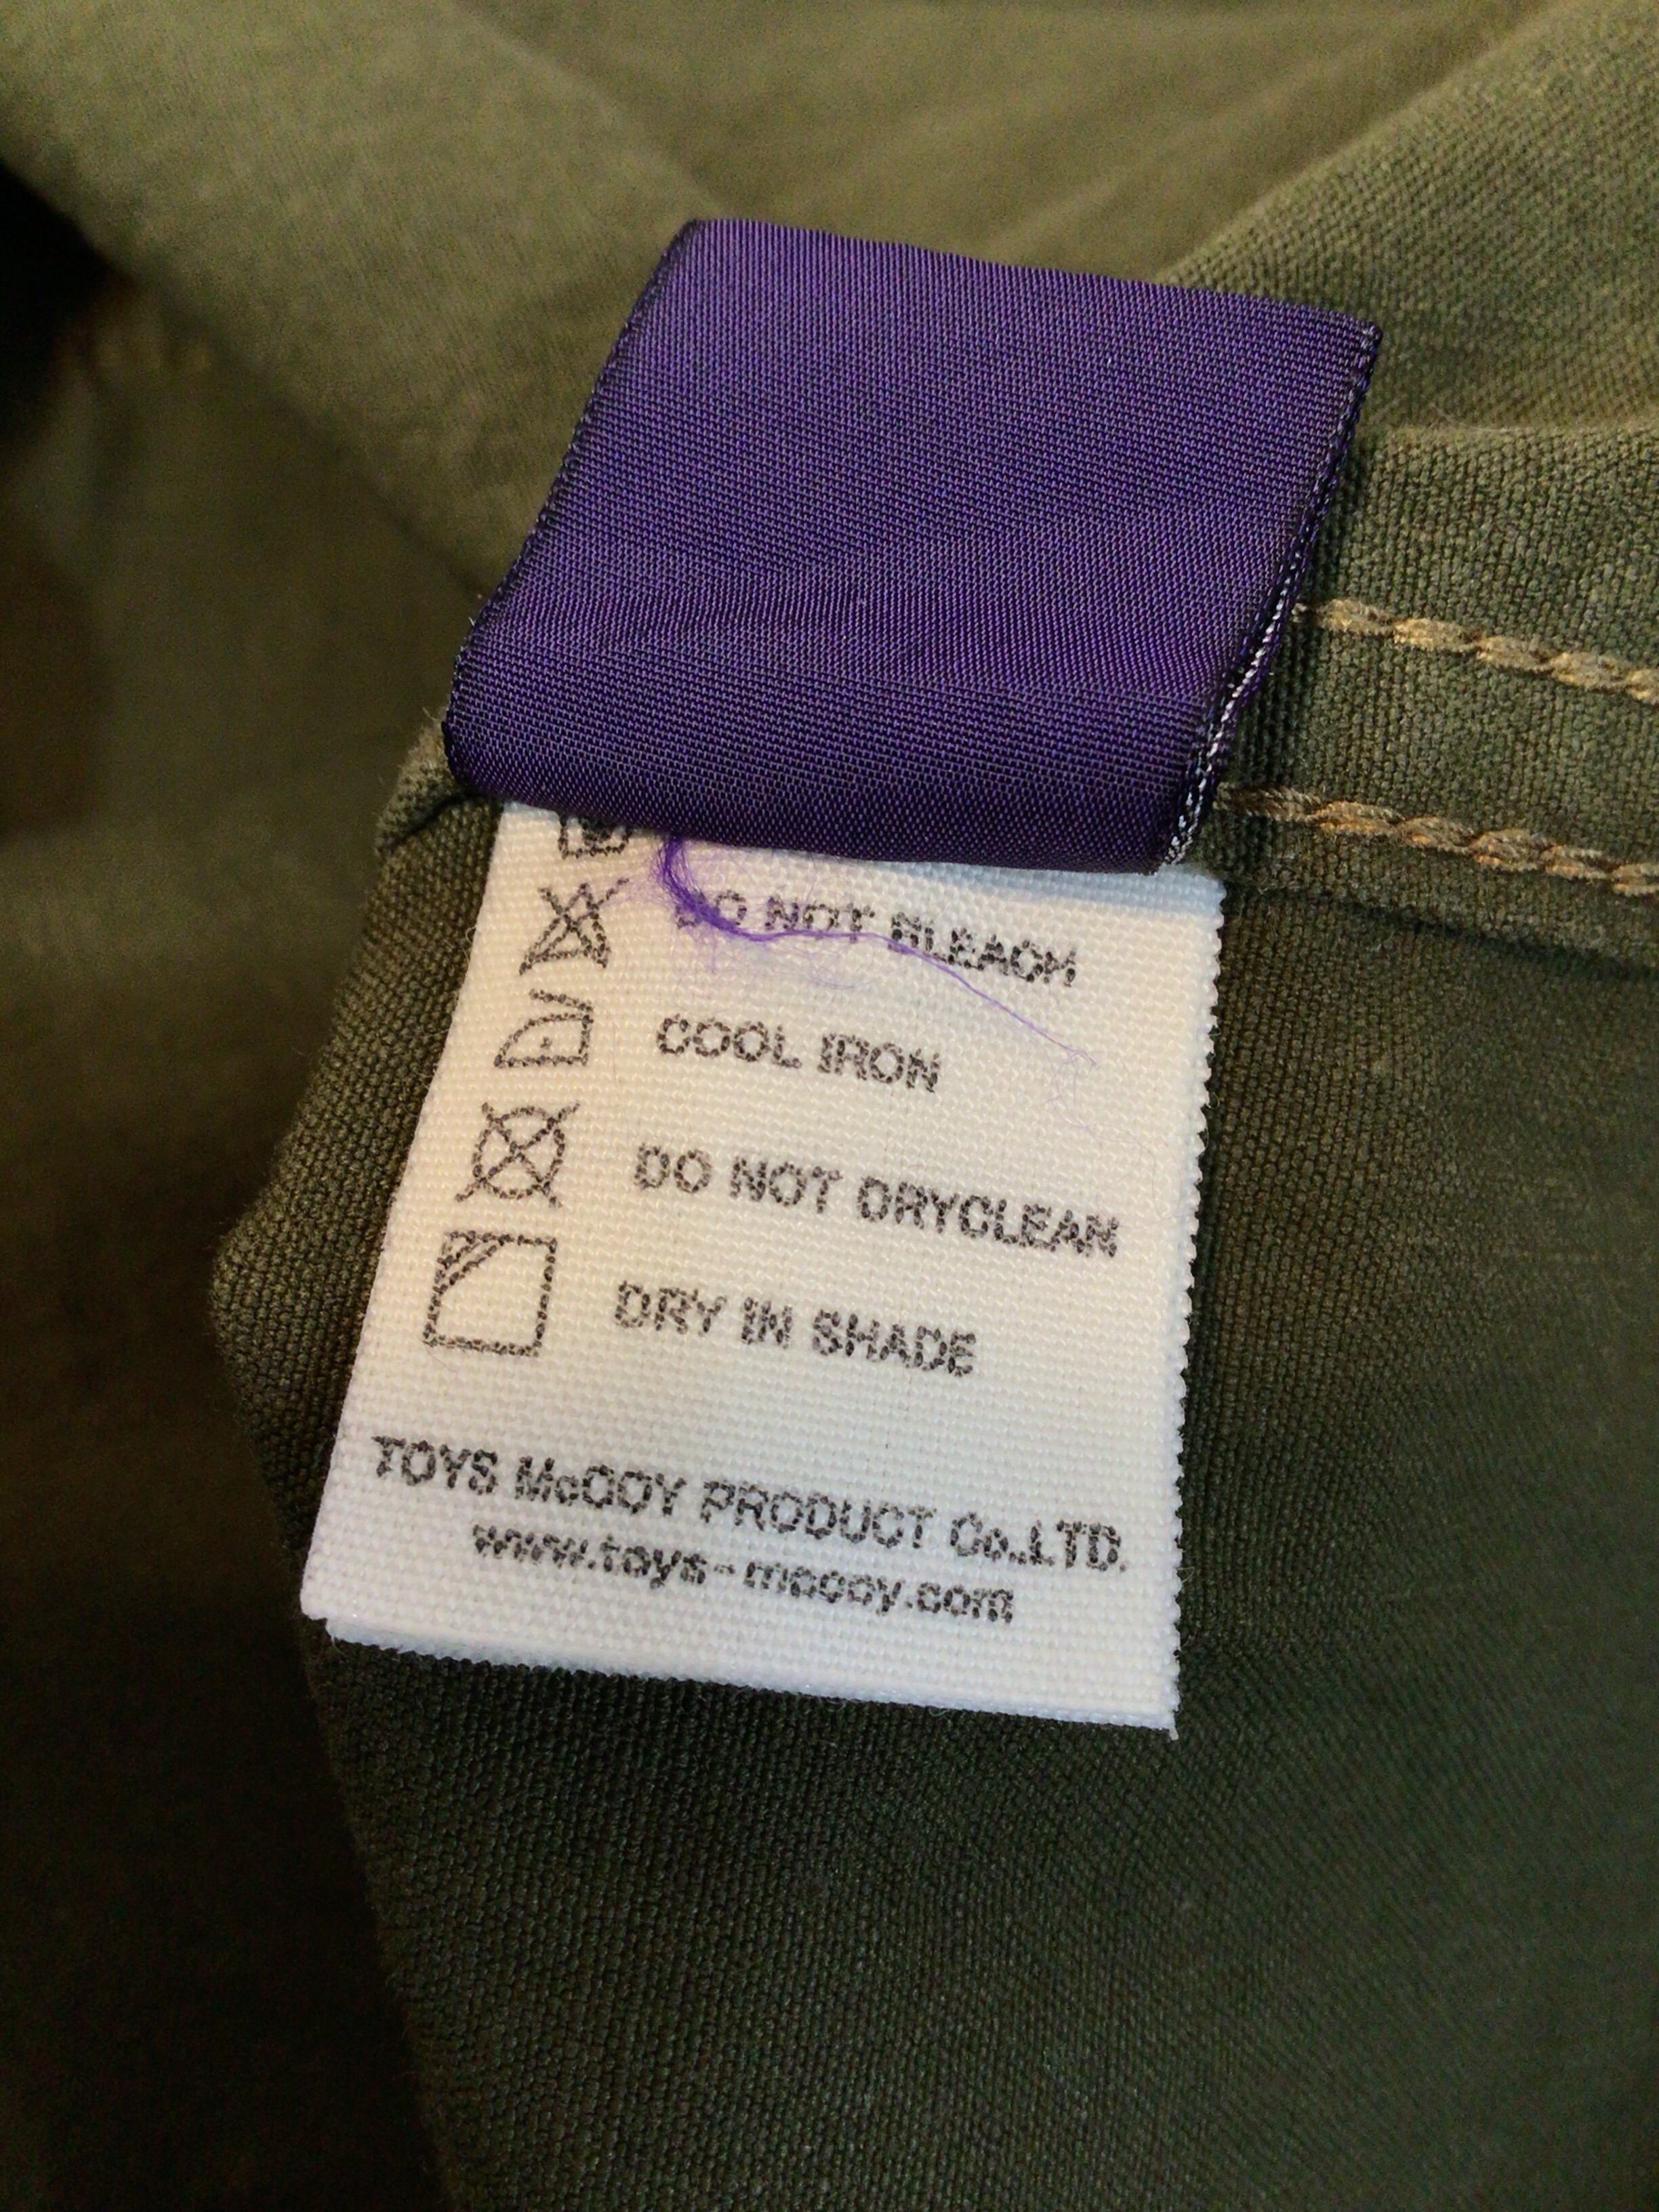 DO NOT BLEACH
COOL IRON
DO NOT DRYCLEAN
DRY IN SHADE
TOYS McCOY PRODUCT Co.,LTD.
www.toys-mccoy.com